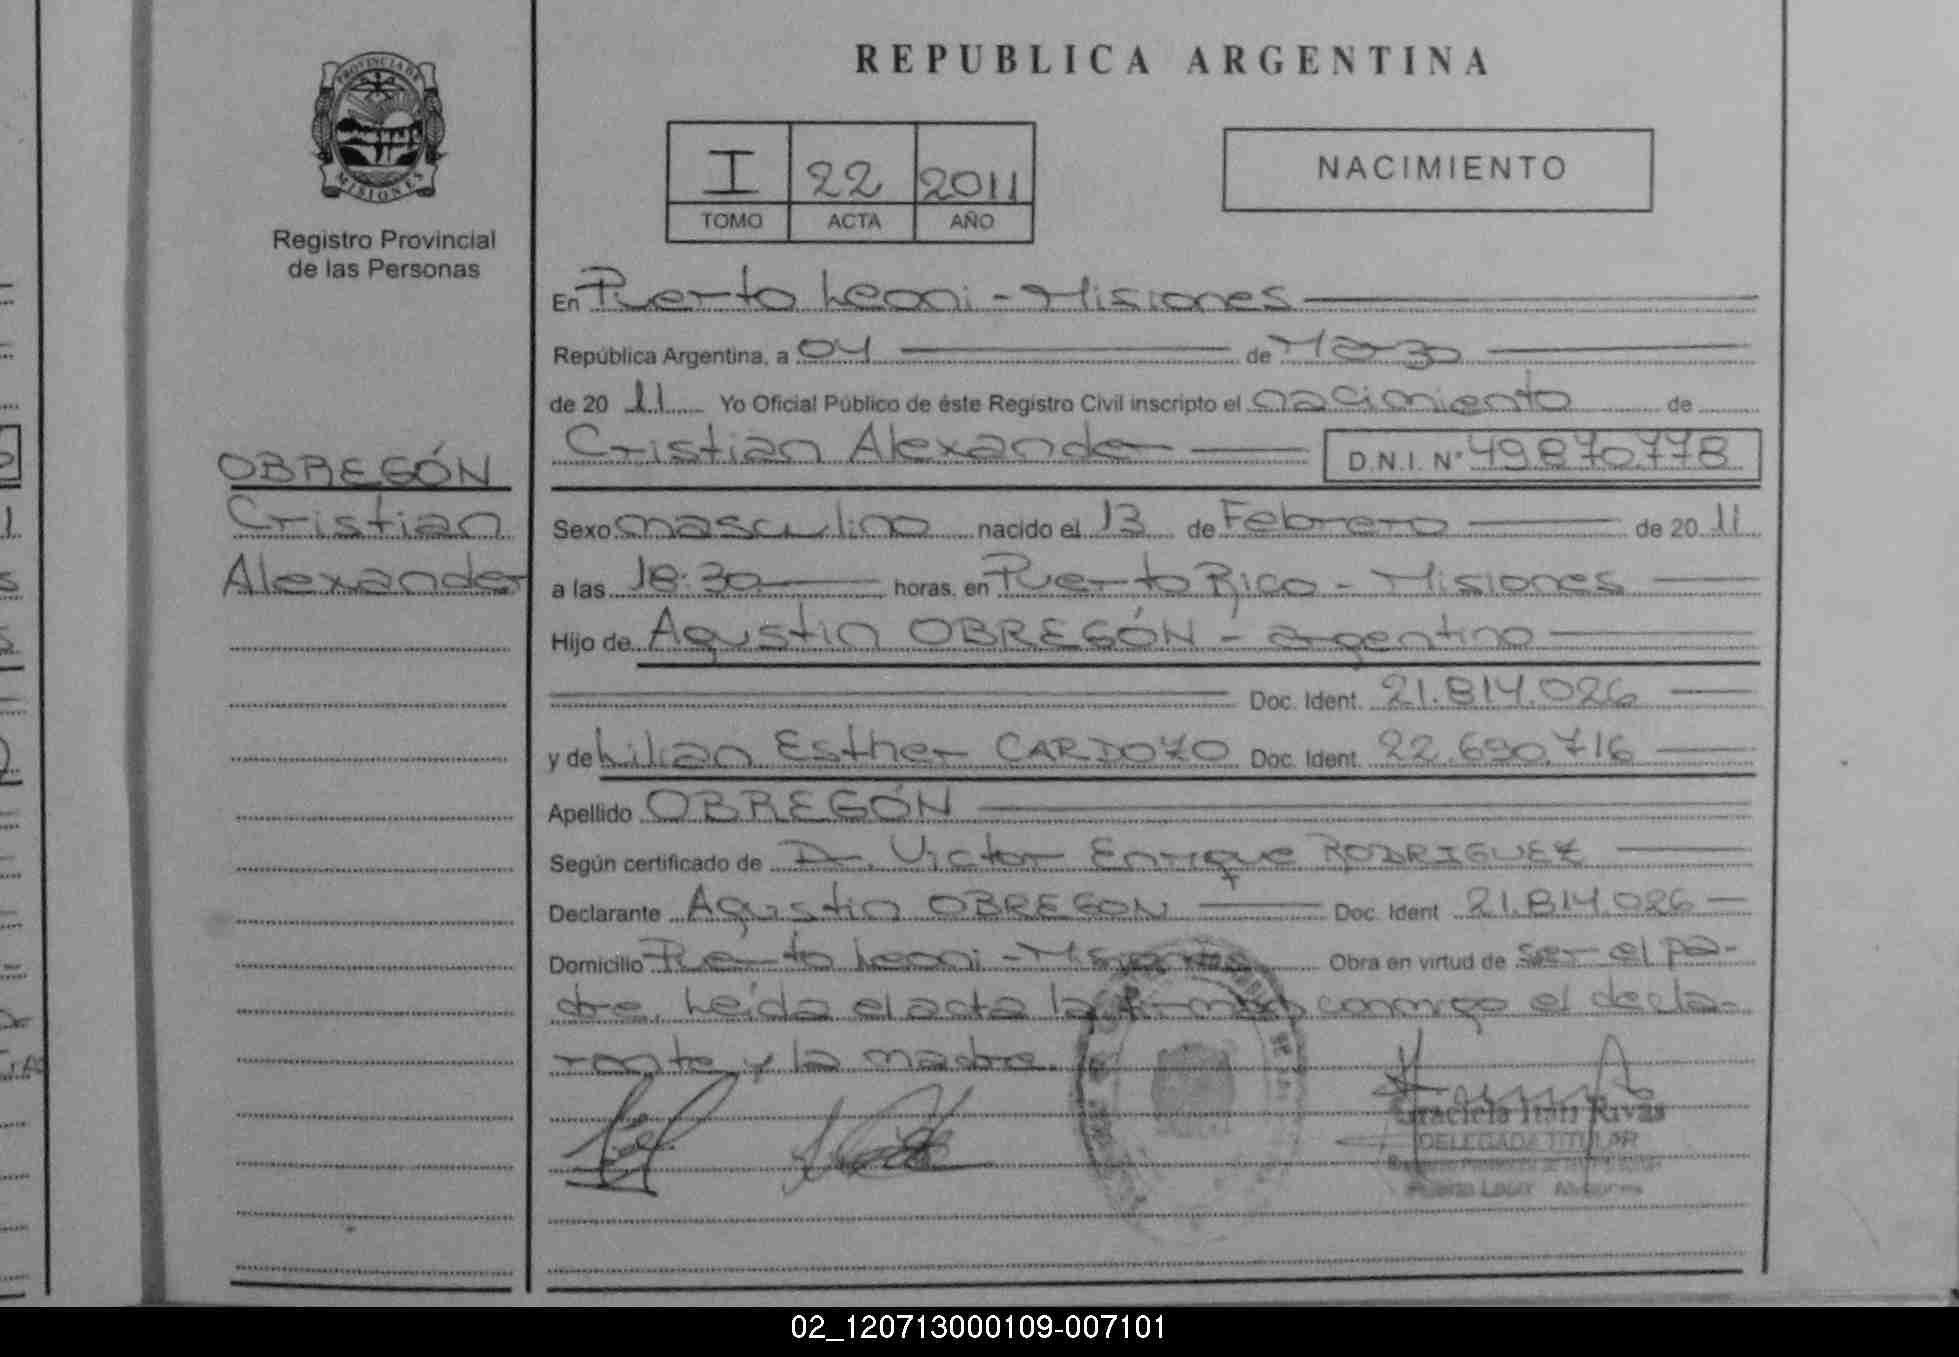 REPUBLICA ARGENTINA
PROVINCIA DE
MISIONES
I 22 2011
TOMO ACTA AÑO
NACIMIENTO
Registro Provincial
de las Personas
En Puerto Leoni - Misiones
República Argentina, a 04 de Marzo
de 20 11 Yo Oficial Público de éste Registro Civil inscripto el nacimiento de
Cristian Alexander D.N.I. N° 49.870.778
OBREGÓN
Cristian
Alexander
Sexo masculino nacido el 13 de Febrero de 20 11
a las 18:30 horas, en Puerto Rico - Misiones
Hijo de Agustin OBREGÓN - argentino
Doc. Ident. 21.814.026
y de Lilian Esther CARDOZO Doc. Ident. 22.690.716
Apellido OBREGÓN
Según certificado de Dr. Victor Enrique RODRIGUEZ
Declarante Agustin OBREGON Doc. Ident 21.814.026
Domicilio Puerto Leoni - Misiones Obra en virtud de ser el pa-
dre. Leída el acta la firman conmigo el decla-
rante y la madre.
Rivas
DELEGADA TITULAR
02_120713000109-007101